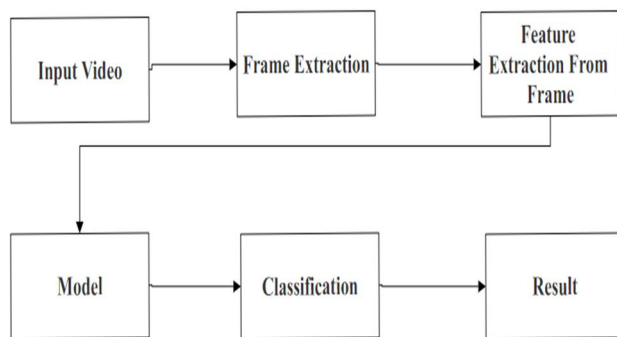 Input Video
Frame Extraction
Feature
Extraction From
Frame
Model
Classification
Result